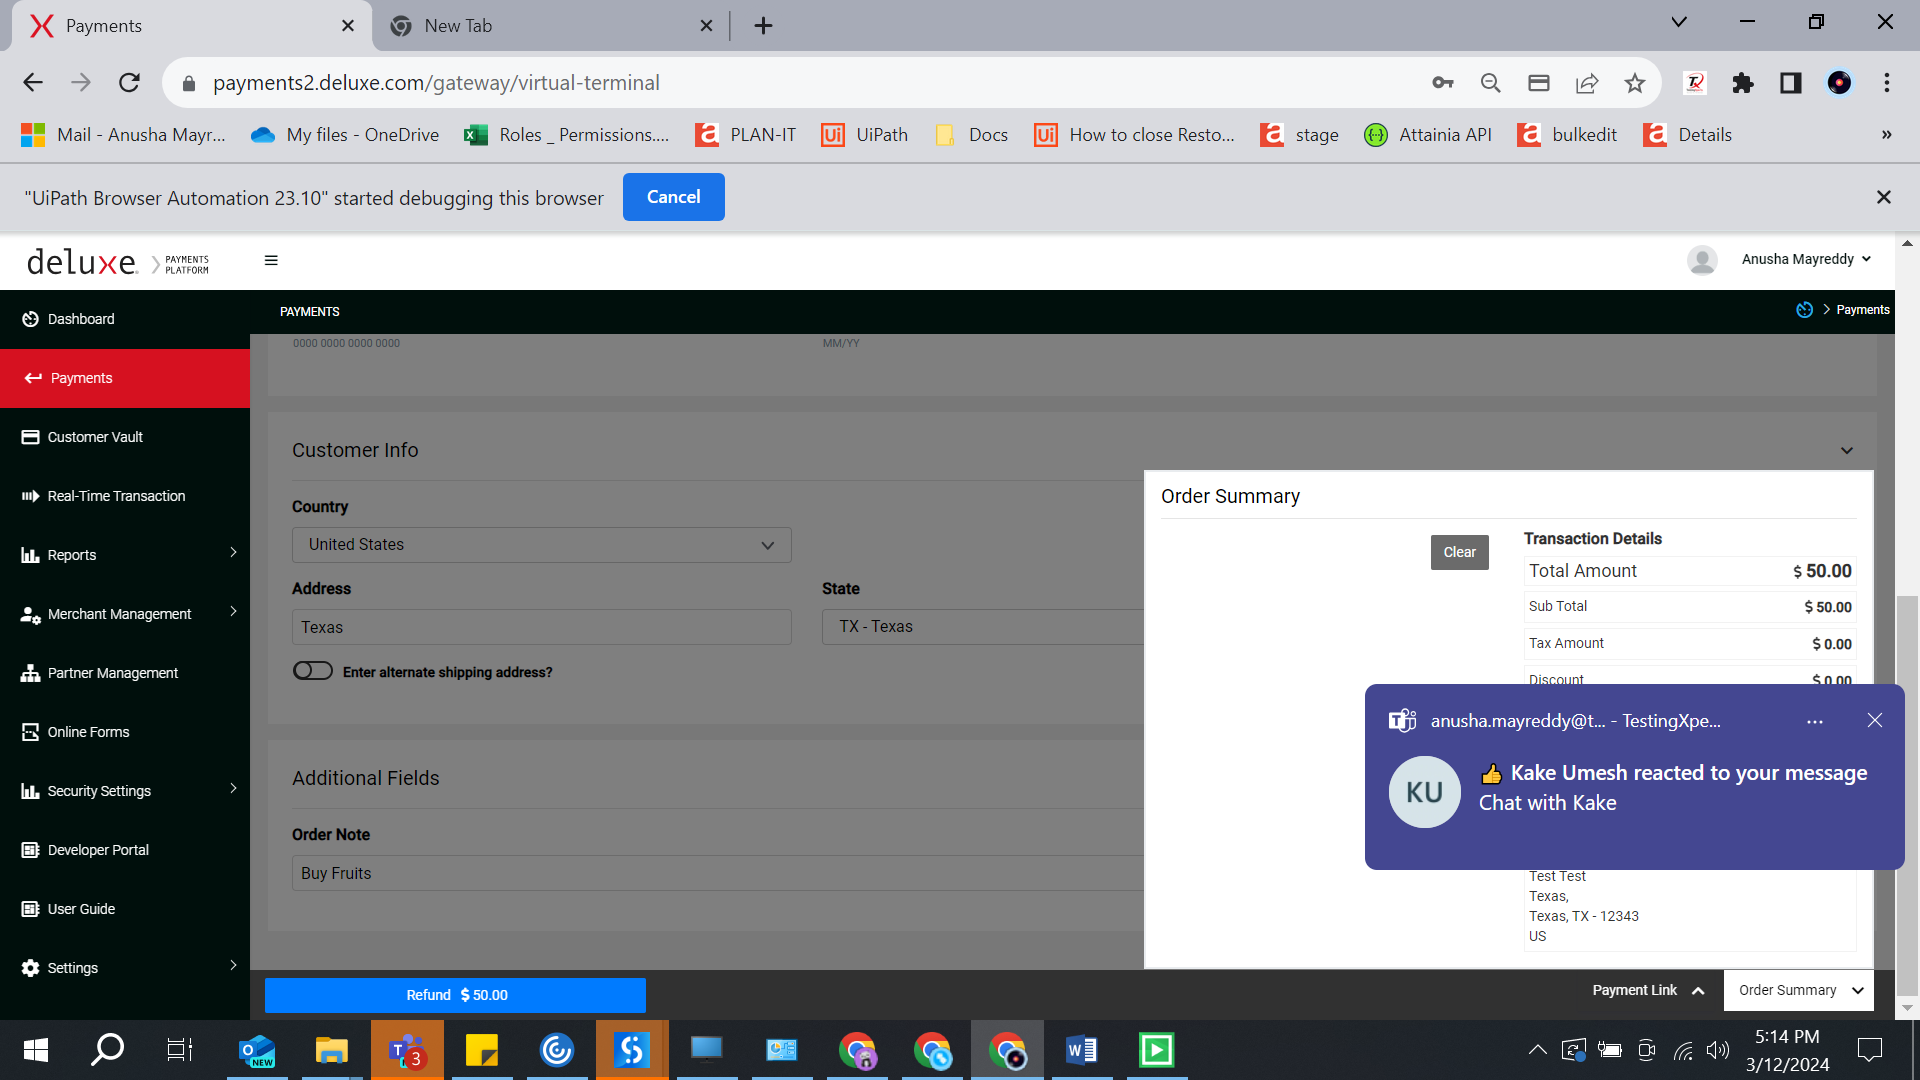 Payments
New Tab
payments2.deluxe.com/gateway/virtual-terminal
Mail - Anusha Mayr...
My files - OneDrive
Roles _ Permissions....
PLAN-IT
UiPath
Docs
How to close Resto...
stage
Attainia API
bulkedit
Details
»
"UiPath Browser Automation 23.10" started debugging this browser
Cancel
deluxe.
PAYMENTS
PLATFORM
Anusha Mayreddy
Dashboard
PAYMENTS
Payments
0000 0000 0000 0000
MM/YY
Payments
Customer Vault
Real-Time Transaction
Reports
Merchant Management
Partner Management
Online Forms
Security Settings
Developer Portal
User Guide
Settings
Customer Info
Country
United States
Address
State
Texas
TX - Texas
Enter alternate shipping address?
Additional Fields
Order Note
Buy Fruits
Order Summary
Clear
Transaction Details
Total Amount $ 50.00
Sub Total $ 50.00
Tax Amount $ 0.00
Discount $ 0.00
anusha.mayreddy@t... - TestingXpe...
KU
👍 Kake Umesh reacted to your message
Chat with Kake
Test Test
Texas,
Texas, TX - 12343
US
Refund $ 50.00
Payment Link
Order Summary
NEW
3
5:14 PM
3/12/2024